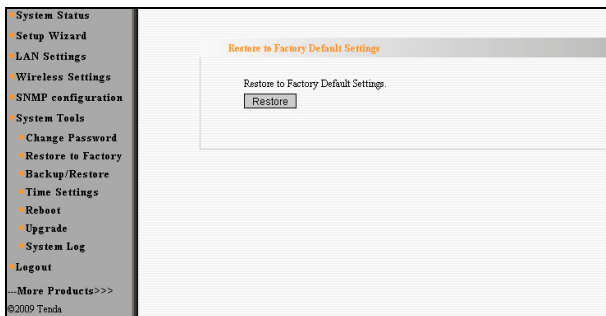 System Status
Setup Wizard
LAN Settings
Wireless Settings
SNMP configuration
System Tools
Change Password
Restore to Factory
Backup/Restore
Time Settings
Reboot
Upgrade
System Log
Logout
---More Products>>>
©2009 Tenda
Restore to Factory Default Settings
Restore to Factory Default Settings.
Restore